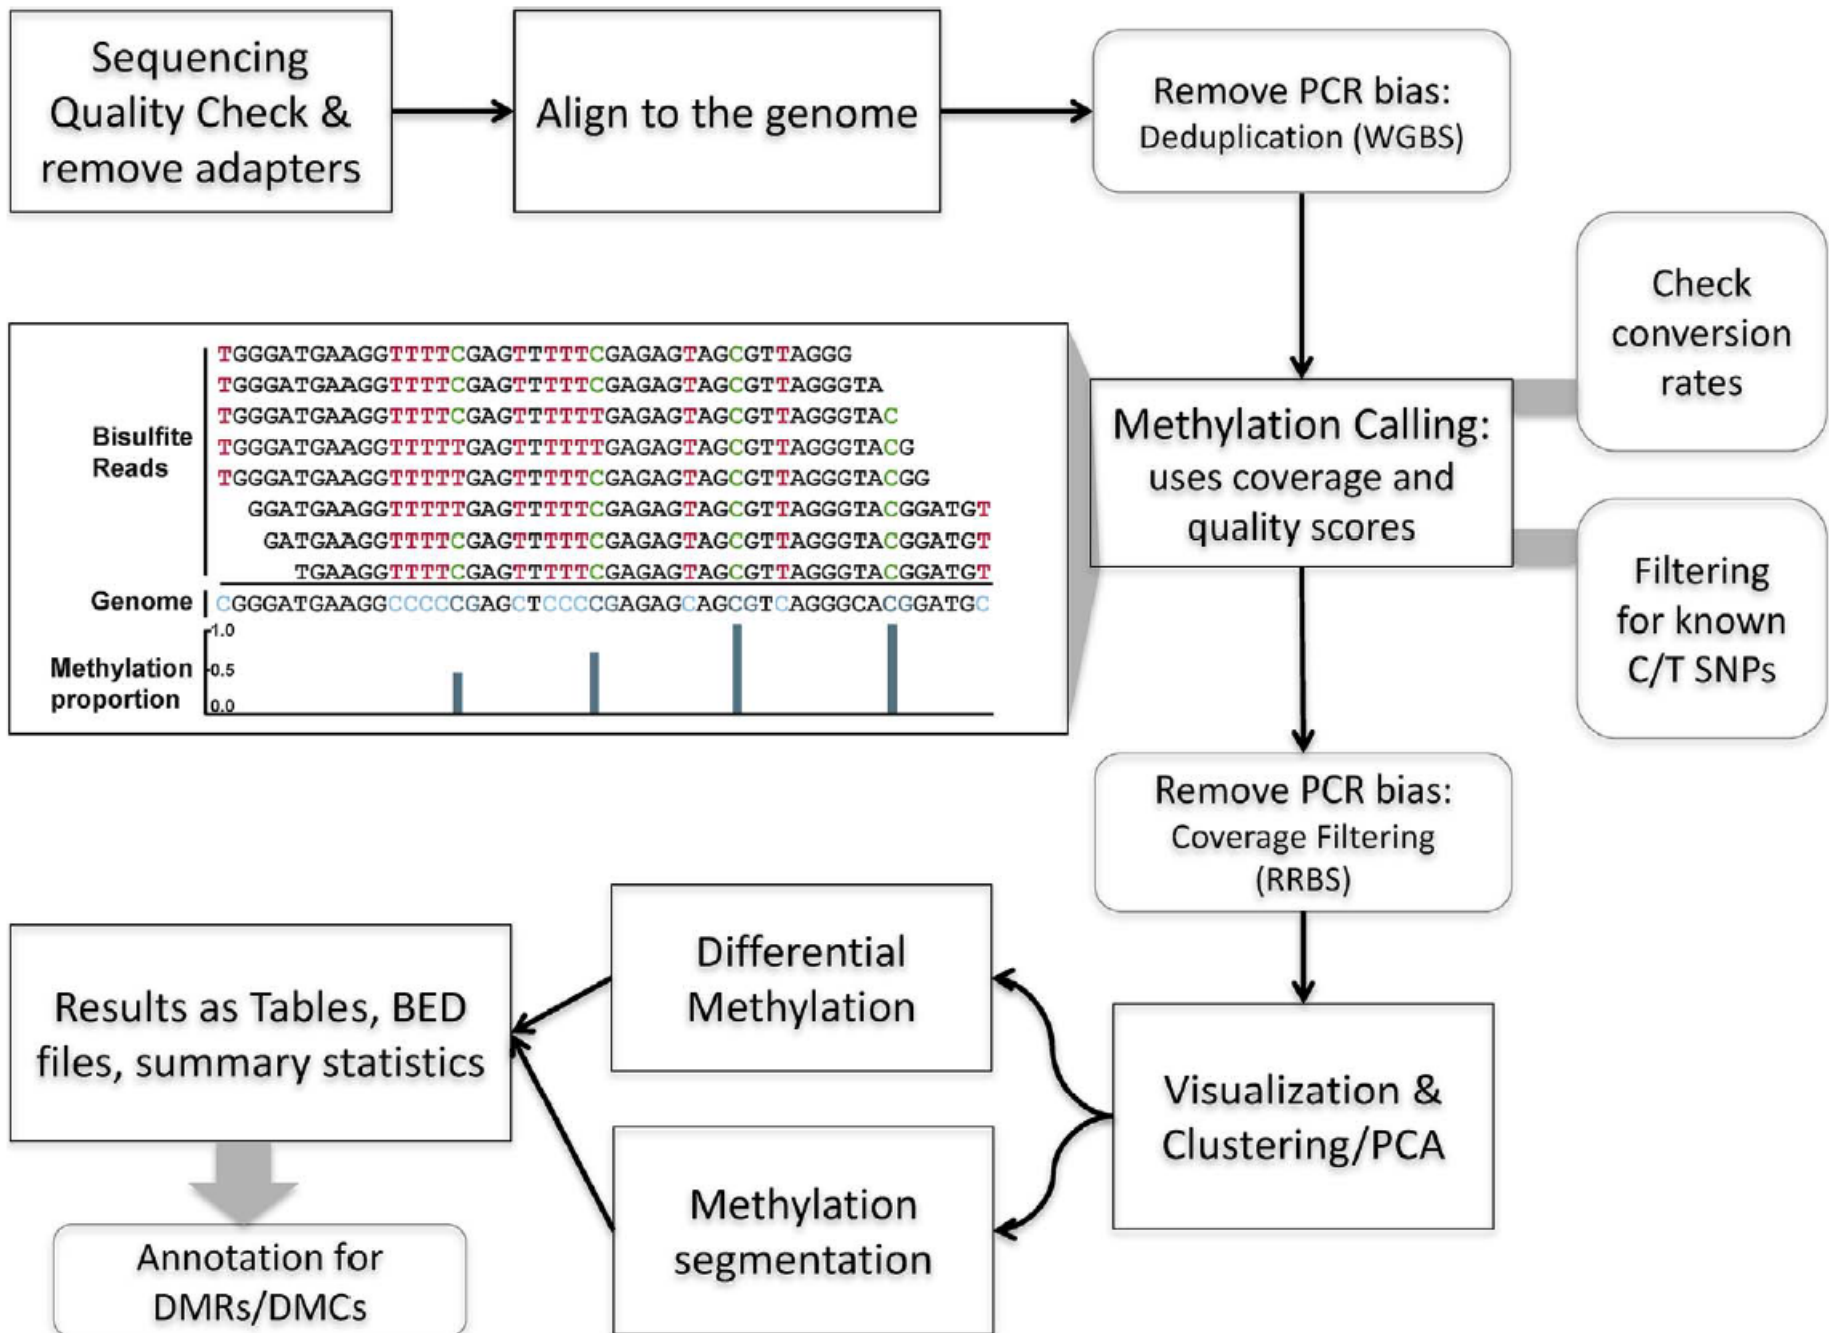 Sequencing
Quality Check &
remove adapters
Align to the genome
Remove PCR bias:
Deduplication (WGBS)
Check
conversion
rates
Bisulfite
Reads
TGGGATGAAGGTTTTCGAGTTTTTCGAGAGTAGCGTTAGGG
TGGGATGAAGGTTTTCGAGTTTTTCGAGAGTAGCGTTAGGGTA
TGGGATGAAGGTTTTCGAGTTTTTTGAGAGTAGCGTTAGGGTAC
TGGGATGAAGGTTTTTGAGTTTTTTGAGAGTAGCGTTAGGGTACG
TGGGATGAAGGTTTTTGAGTTTTTCGAGAGTAGCGTTAGGGTACGG
GGATGAAGGTTTTTGAGTTTTTCGAGAGTAGCGTTAGGGTACGGATGT
GATGAAGGTTTTCGAGTTTTTCGAGAGTAGCGTTAGGGTACGGATGT
TGAAGGTTTTCGAGTTTTTCGAGAGTAGCGTTAGGGTACGGATGT
Genome
CGGGATGAAGGCCCCCGAGCTCCCCGAGAGCAGCGTCAGGGCACGGATGC
Methylation
proportion
1.0
0.5
0.0
Methylation Calling:
uses coverage and
quality scores
Filtering
for known
C/T SNPs
Remove PCR bias:
Coverage Filtering
(RRBS)
Visualization &
Clustering/PCA
Differential
Methylation
Methylation
segmentation
Results as Tables, BED
files, summary statistics
Annotation for
DMRs/DMCs